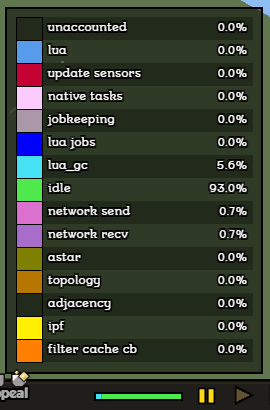 unaccounted 0.0%
lua 0.0%
update sensors 0.0%
native tasks 0.0%
jobkeeping 0.0%
lua jobs 0.0%
lua_gc 5.6%
idle 93.0%
network send 0.7%
network recv 0.7%
astar 0.0%
topology 0.0%
adjacency 0.0%
ipf 0.0%
filter cache cb 0.0%
peal